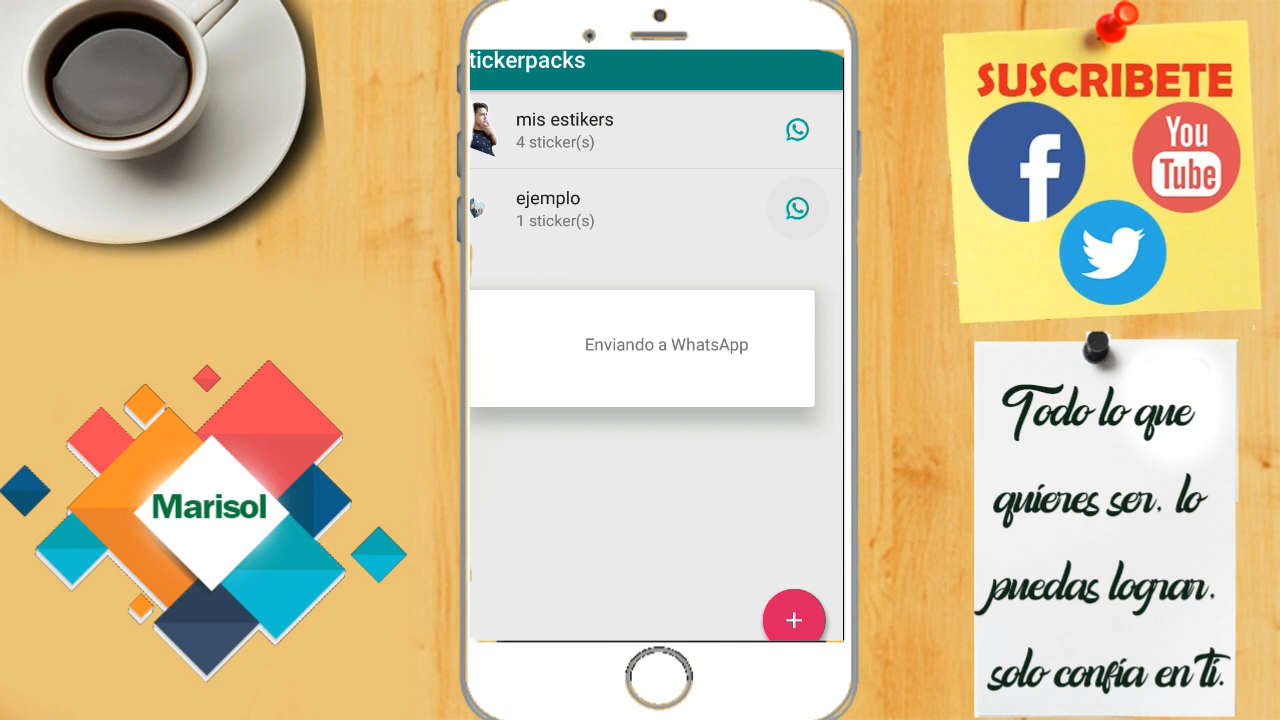 tickerpacks
mis estikers
4 sticker(s)
ejemplo
1 sticker(s)
Enviando a WhatsApp
+
Marisol
SUSCRIBETE
f
You
Tube
Todo lo que
quieres ser, lo
puedas lograr,
solo confía en Tí.